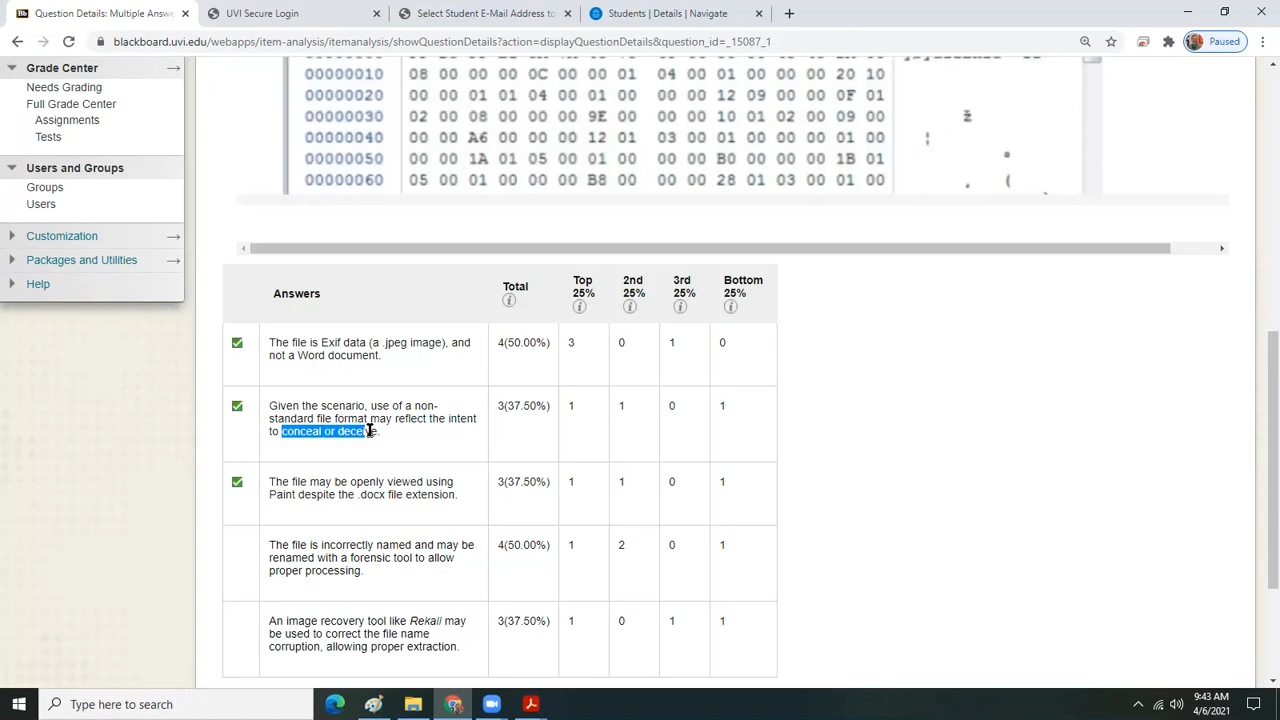 Question Details: Multiple Answ
UVI Secure Login
Select Student E-Mail Address to
Students | Details | Navigate
blackboard.uvi.edu/webapps/item-analysis/itemanalysis/showQuestionDetails?action=displayQuestionDetails&question_id=_15087_1
Paused
Grade Center
Needs Grading
Full Grade Center
Assignments
Tests
Users and Groups
Groups
Users
Customization
Packages and Utilities
Help
00000010 08 00 00 00 0C 00 00 01 04 00 01 00 00 00 20 10
00000020 00 00 01 01 04 00 01 00 00 00 12 09 00 00 0F 01
00000030 02 00 08 00 00 00 9E 00 00 00 10 01 02 00 09 00 ž
00000040 00 00 A6 00 00 00 12 01 03 00 01 00 00 00 01 00 ¦
00000050 00 00 1A 01 05 00 01 00 00 00 B0 00 00 00 1B 01 °
00000060 05 00 01 00 00 00 B8 00 00 00 28 01 03 00 01 00 ¸ (
Answers
Total
Top 25%
2nd 25%
3rd 25%
Bottom 25%
The file is Exif data (a .jpeg image), and
not a Word document.
4(50.00%) 3 0 1 0
Given the scenario, use of a non-
standard file format may reflect the intent
to conceal or deceive.
3(37.50%) 1 1 0 1
The file may be openly viewed using
Paint despite the .docx file extension.
3(37.50%) 1 1 0 1
The file is incorrectly named and may be
renamed with a forensic tool to allow
proper processing.
4(50.00%) 1 2 0 1
An image recovery tool like Rekall may
be used to correct the file name
corruption, allowing proper extraction.
3(37.50%) 1 0 1 1
Type here to search
9:43 AM
4/6/2021